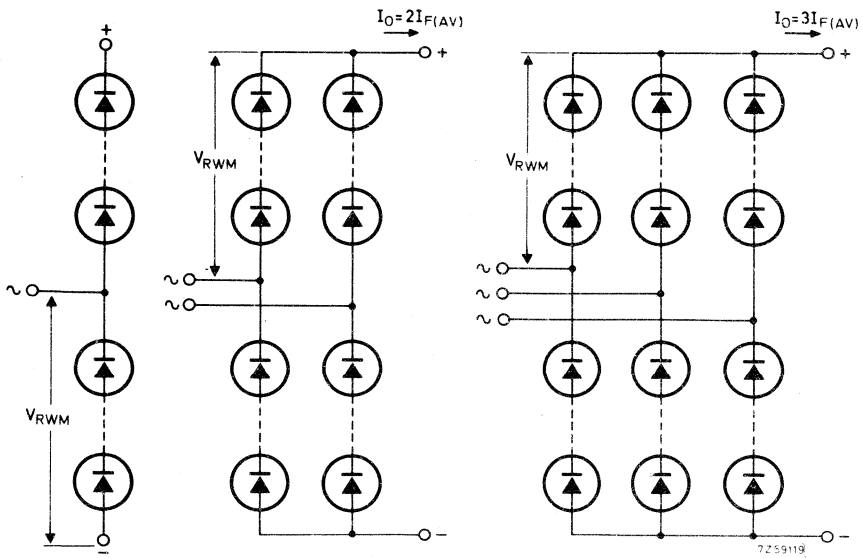 +
V_RWM
~
−
I_O=2I_F(AV)
+
V_RWM
~
~
−
I_O=3I_F(AV)
+
V_RWM
~
~
~
−
7Z59119